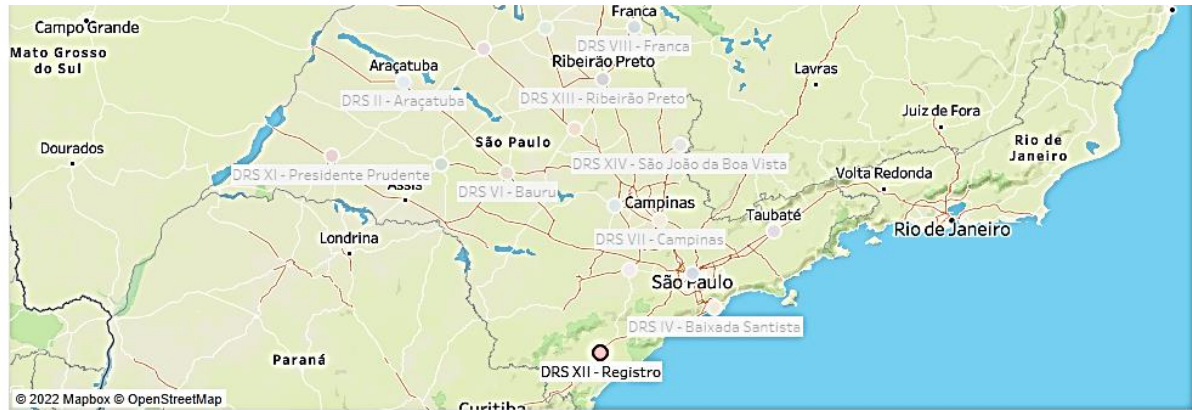 Campo Grande
Franca
DRS VIII - Franca
Mato Grosso
do Sul
Araçatuba
Ribeirão Preto
Lavras
DRS II - Araçatuba
DRS XIII - Ribeirão Preto
Juiz de Fora
Dourados
São Paulo
Rio de
Janeiro
DRS XIV - São João da Boa Vista
DRS XI - Presidente Prudente
Volta Redonda
Assis
DRS VI - Bauru
Campinas
Taubaté
Londrina
DRS VII - Campinas
Rio de Janeiro
São Paulo
DRS IV - Baixada Santista
Paraná
DRS XII - Registro
© 2022 Mapbox © OpenStreetMap
Curitiba